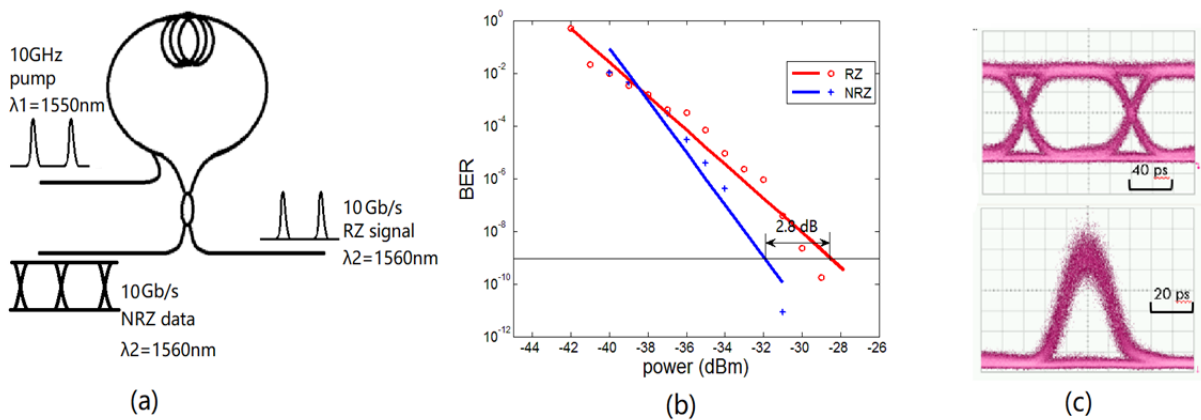 10GHz
pump
λ1=1550nm
10 Gb/s
RZ signal
λ2=1560nm
10Gb/s
NRZ data
λ2=1560nm
(a)
10^0
10^-2
10^-4
10^-6
10^-8
10^-10
10^-12
BER
RZ
NRZ
2.8 dB
-44 -42 -40 -38 -36 -34 -32 -30 -28 -26
power (dBm)
(b)
40 ps
20 ps
(c)